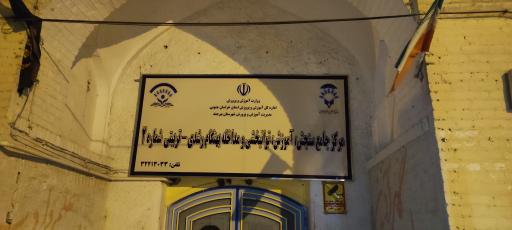 وزارت آموزش و پرورش
اداره کل آموزش و پرورش استان خراسان جنوبی
مدیریت آموزش و پرورش شهرستان بیرجند
مرکز جامع سنجش، آموزش، توانبخشی و مداخله بهنگام رشدی - تربیتی شماره ۲
تلفن: ۳۲۲۱۳۰۳۳